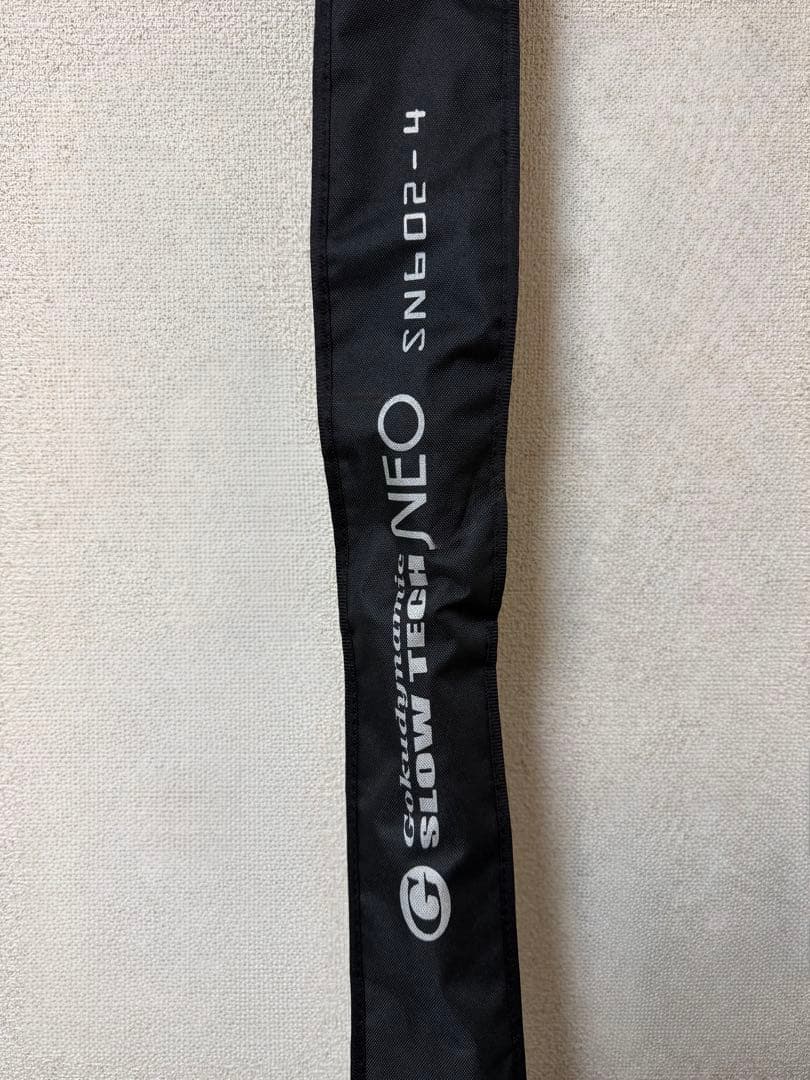 G
Gokudynamic
SLOW TECH
NEO
SN602-4